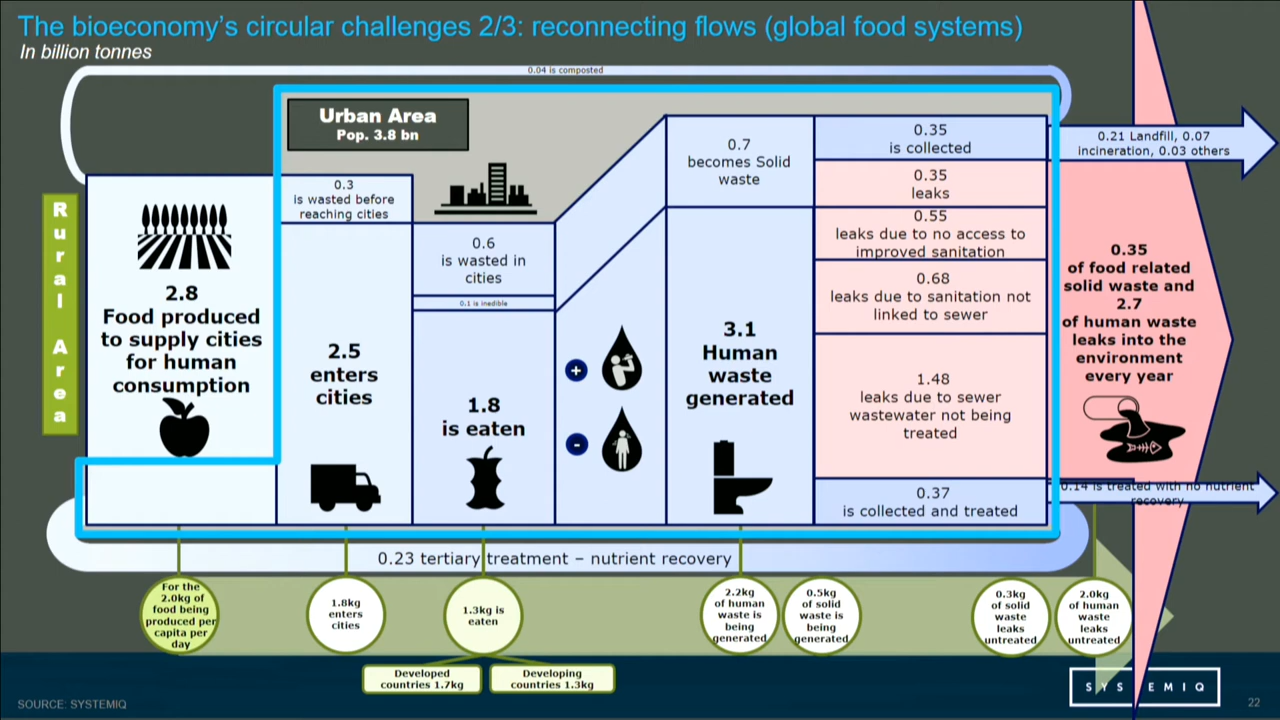 The bioeconomy's circular challenges 2/3: reconnecting flows (global food systems)
In billion tonnes
0.04 is composted
Urban Area
Pop. 3.8 bn
Rural Area
2.8
Food produced
to supply cities
for human
consumption
0.3
is wasted before
reaching cities
2.5
enters
cities
0.6
is wasted in
cities
0.1 is inedible
1.8
is eaten
+
-
0.7
becomes Solid
waste
3.1
Human
waste
generated
0.35
is collected
0.35
leaks
0.55
leaks due to no access to
improved sanitation
0.68
leaks due to sanitation not
linked to sewer
1.48
leaks due to sewer
wastewater not being
treated
0.37
is collected and treated
0.21 Landfill, 0.07
incineration, 0.03 others
0.35
of food related
solid waste and
2.7
of human waste
leaks into the
environment
every year
0.14 is treated with no nutrient
recovery
0.23 tertiary treatment – nutrient recovery
For the
2.0kg of
food being
produced per
capita per
day
1.8kg
enters
cities
1.3kg is
eaten
Developed
countries 1.7kg
Developing
countries 1.3kg
2.2kg
of human
waste is
being
generated
0.5kg
of solid
waste is
being
generated
0.3kg
of solid
waste
leaks
untreated
2.0kg of
human
waste
leaks
untreated
SYSTEMIQ
SOURCE: SYSTEMIQ
22